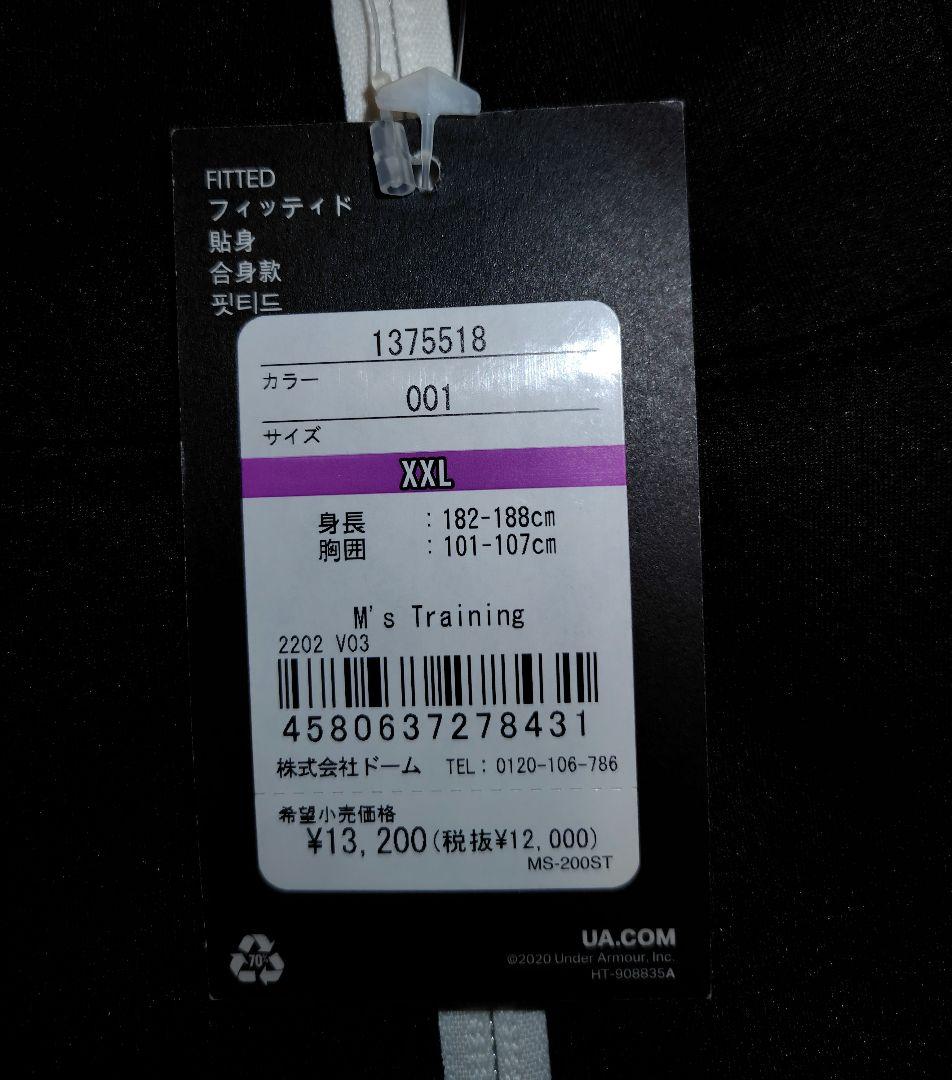 FITTED
フィッティド
貼身
合身款
핏티드
1375518
カラー
001
サイズ
XXL
身長 : 182-188cm
胸囲 : 101-107cm
M's Training
2202 V03
4580637278431
株式会社ドーム TEL: 0120-106-786
希望小売価格
¥13,200(税抜¥12,000)
MS-200ST
70%
UA.COM
©2020 Under Armour, Inc.
HT-908835A